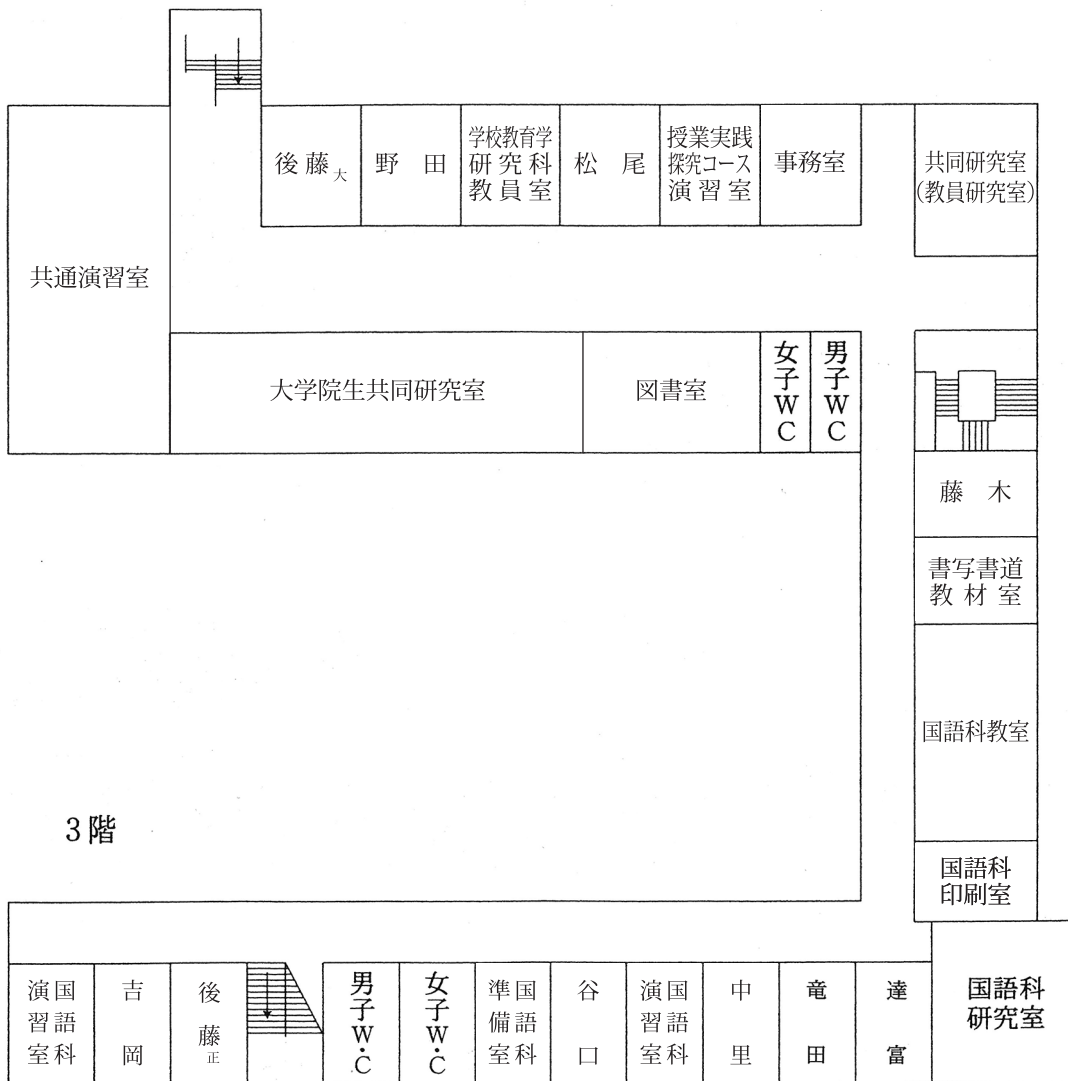 後藤大
野田
学校教育学
研究科
教員室
松尾
授業実践
探究コース
演習室
事務室
共同研究室
(教員研究室)
共通演習室
大学院生共同研究室
図書室
女子WC
男子WC
藤木
書写書道
教材室
国語科教室
国語科
印刷室
3階
国語科
演習室
吉岡
後藤正
男子W・C
女子W・C
国語科
準備室
谷口
国語科
演習室
中里
竜田
達富
国語科
研究室